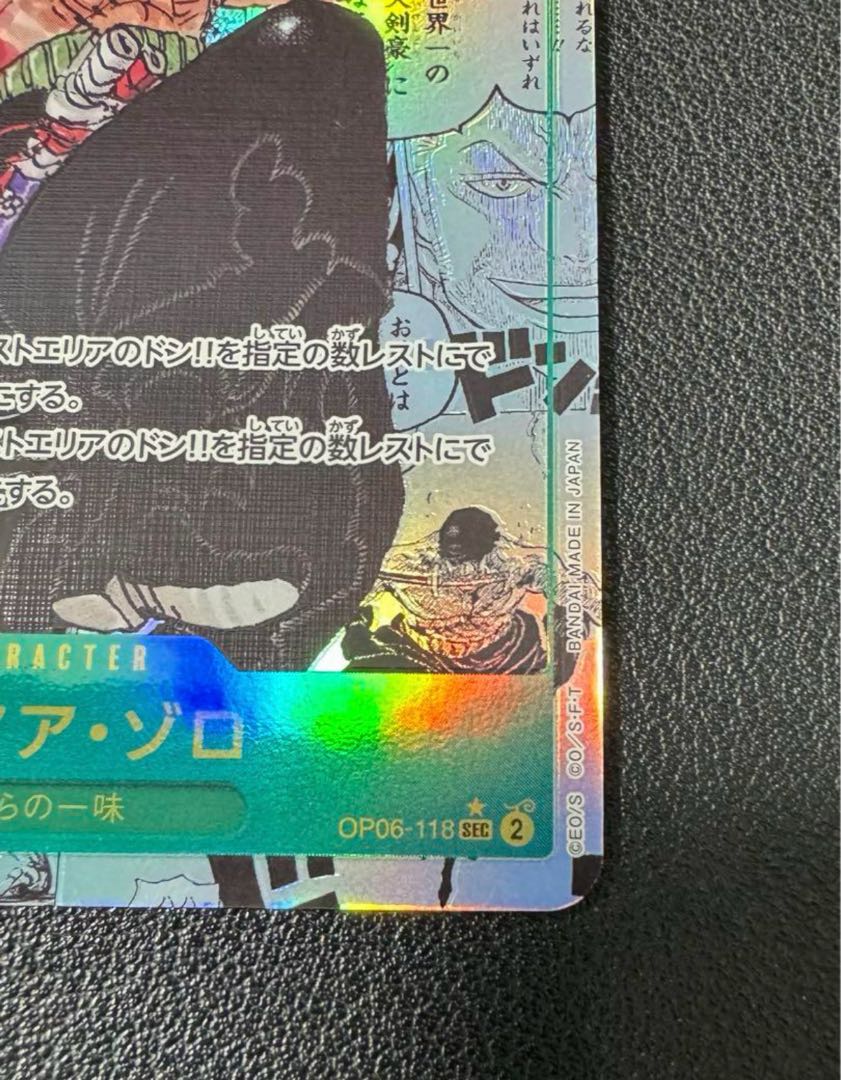 世界一の
大剣豪に
れるな
…!!
れはいずれ
お
とは
ドン
ストエリアのドン!!を指定の数レストにで
にする。
ストエリアのドン!!を指定の数レストにで
にする。
RACTER
ア・ゾロ
らの一味
OP06-118 SEC 2
©EO/S ©O/S・F・T BANDAI MADE IN JAPAN